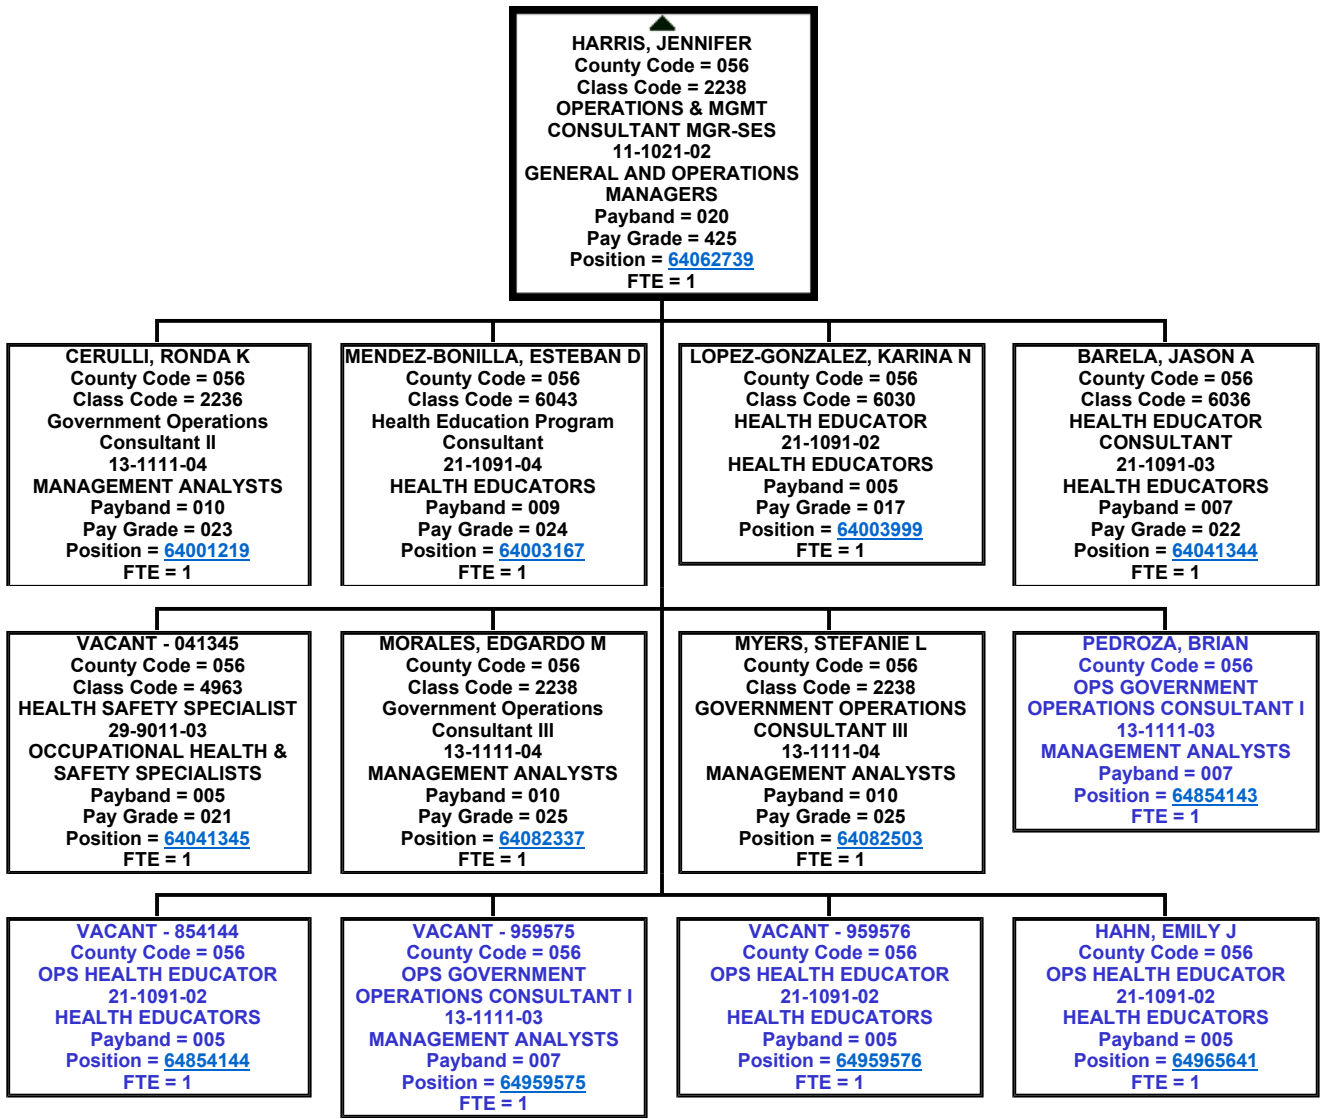 HARRIS, JENNIFER
County Code = 056
Class Code = 2238
OPERATIONS & MGMT
CONSULTANT MGR-SES
11-1021-02
GENERAL AND OPERATIONS
MANAGERS
Payband = 020
Pay Grade = 425
Position = 64062739
FTE = 1
CERULLI, RONDA K
County Code = 056
Class Code = 2236
Government Operations
Consultant II
13-1111-04
MANAGEMENT ANALYSTS
Payband = 010
Pay Grade = 023
Position = 64001219
FTE = 1
MENDEZ-BONILLA, ESTEBAN D
County Code = 056
Class Code = 6043
Health Education Program
Consultant
21-1091-04
HEALTH EDUCATORS
Payband = 009
Pay Grade = 024
Position = 64003167
FTE = 1
LOPEZ-GONZALEZ, KARINA N
County Code = 056
Class Code = 6030
HEALTH EDUCATOR
21-1091-02
HEALTH EDUCATORS
Payband = 005
Pay Grade = 017
Position = 64003999
FTE = 1
BARELA, JASON A
County Code = 056
Class Code = 6036
HEALTH EDUCATOR
CONSULTANT
21-1091-03
HEALTH EDUCATORS
Payband = 007
Pay Grade = 022
Position = 64041344
FTE = 1
VACANT - 041345
County Code = 056
Class Code = 4963
HEALTH SAFETY SPECIALIST
29-9011-03
OCCUPATIONAL HEALTH &
SAFETY SPECIALISTS
Payband = 005
Pay Grade = 021
Position = 64041345
FTE = 1
MORALES, EDGARDO M
County Code = 056
Class Code = 2238
Government Operations
Consultant III
13-1111-04
MANAGEMENT ANALYSTS
Payband = 010
Pay Grade = 025
Position = 64082337
FTE = 1
MYERS, STEFANIE L
County Code = 056
Class Code = 2238
GOVERNMENT OPERATIONS
CONSULTANT III
13-1111-04
MANAGEMENT ANALYSTS
Payband = 010
Pay Grade = 025
Position = 64082503
FTE = 1
PEDROZA, BRIAN
County Code = 056
OPS GOVERNMENT
OPERATIONS CONSULTANT I
13-1111-03
MANAGEMENT ANALYSTS
Payband = 007
Position = 64854143
FTE = 1
VACANT - 854144
County Code = 056
OPS HEALTH EDUCATOR
21-1091-02
HEALTH EDUCATORS
Payband = 005
Position = 64854144
FTE = 1
VACANT - 959575
County Code = 056
OPS GOVERNMENT
OPERATIONS CONSULTANT I
13-1111-03
MANAGEMENT ANALYSTS
Payband = 007
Position = 64959575
FTE = 1
VACANT - 959576
County Code = 056
OPS HEALTH EDUCATOR
21-1091-02
HEALTH EDUCATORS
Payband = 005
Position = 64959576
FTE = 1
HAHN, EMILY J
County Code = 056
OPS HEALTH EDUCATOR
21-1091-02
HEALTH EDUCATORS
Payband = 005
Position = 64965641
FTE = 1